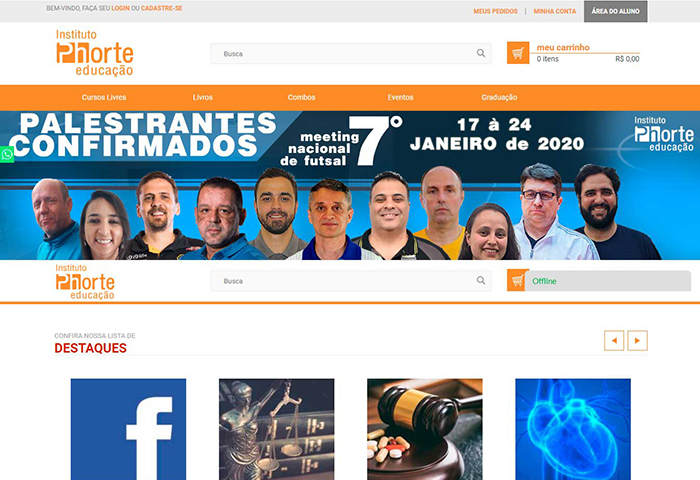 BEM-VINDO, FAÇA SEU LOGIN OU CADASTRE-SE
MEUS PEDIDOS | MINHA CONTA ÁREA DO ALUNO
Instituto
Phorte
educação
Busca
meu carrinho
0 itens R$ 0,00
Cursos Livres Livros Combos Eventos Graduação
PALESTRANTES
CONFIRMADOS
meeting
nacional
de futsal
7º
17 à 24
JANEIRO de 2020
Instituto
Phorte
educação
Instituto
Phorte
educação
Busca
Offline
CONFIRA NOSSA LISTA DE
DESTAQUES
f